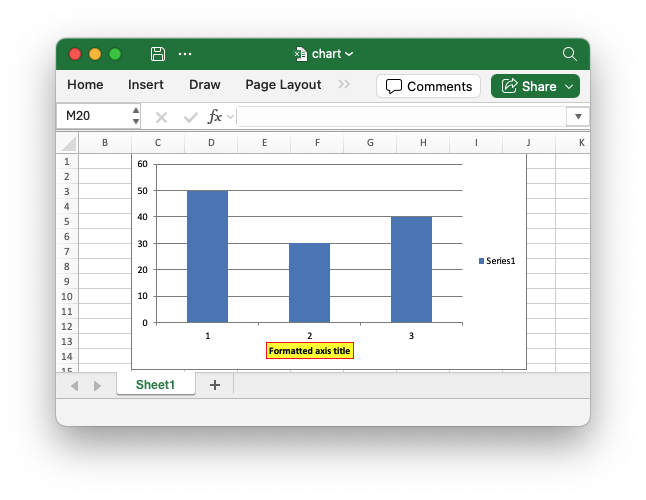 chart
Home Insert Draw Page Layout Comments Share
M20 fx
B C D E F G H I J K
1
2
3
4
5
6
7
8
9
10
11
12
13
14
15
60
50
40
30
20
10
0
1 2 3
Series1
Formatted axis title
Sheet1